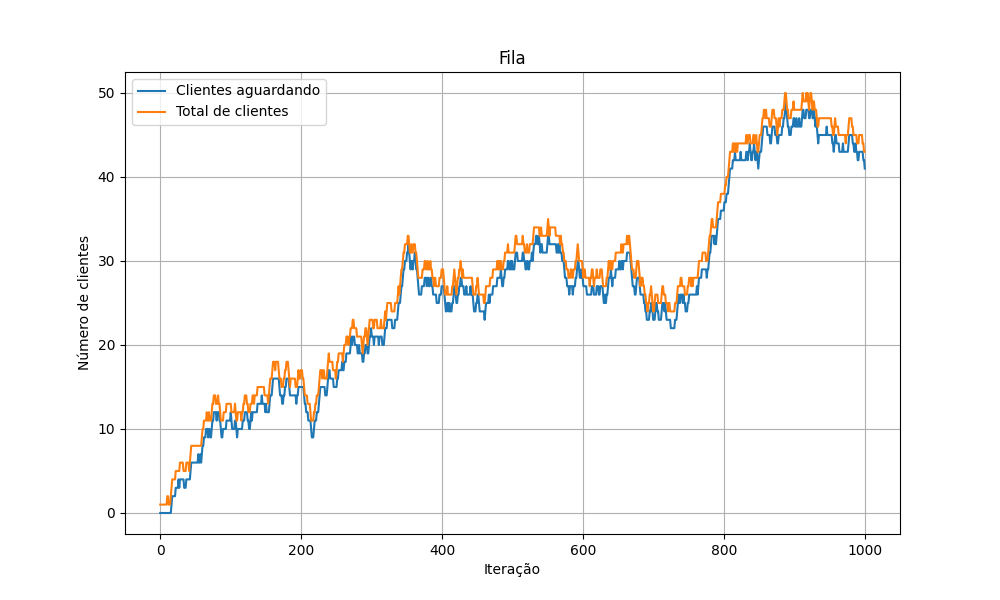 Fila
Clientes aguardando
Total de clientes
Número de clientes
50
40
30
20
10
0
0 200 400 600 800 1000
Iteração